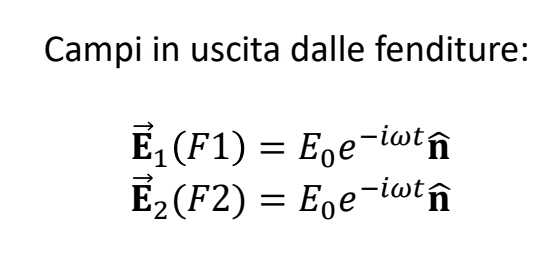 Campi in uscita dalle fenditure:
𝐄⃗₁(𝐹1) = 𝐸₀𝑒^{−𝑖𝜔𝑡}𝐧̂
𝐄⃗₂(𝐹2) = 𝐸₀𝑒^{−𝑖𝜔𝑡}𝐧̂